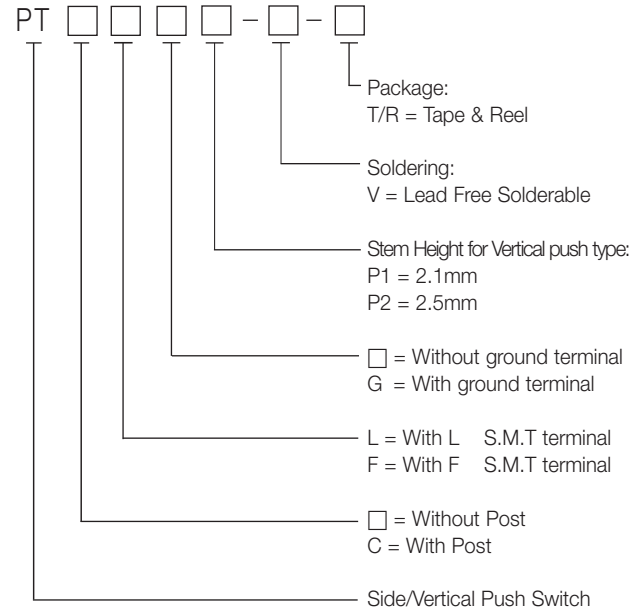 PT □ □ □ □ - □ - □
Package:
T/R = Tape & Reel
Soldering:
V = Lead Free Solderable
Stem Height for Vertical push type:
P1 = 2.1mm
P2 = 2.5mm
□ = Without ground terminal
G = With ground terminal
L = With L S.M.T terminal
F = With F S.M.T terminal
□ = Without Post
C = With Post
Side/Vertical Push Switch